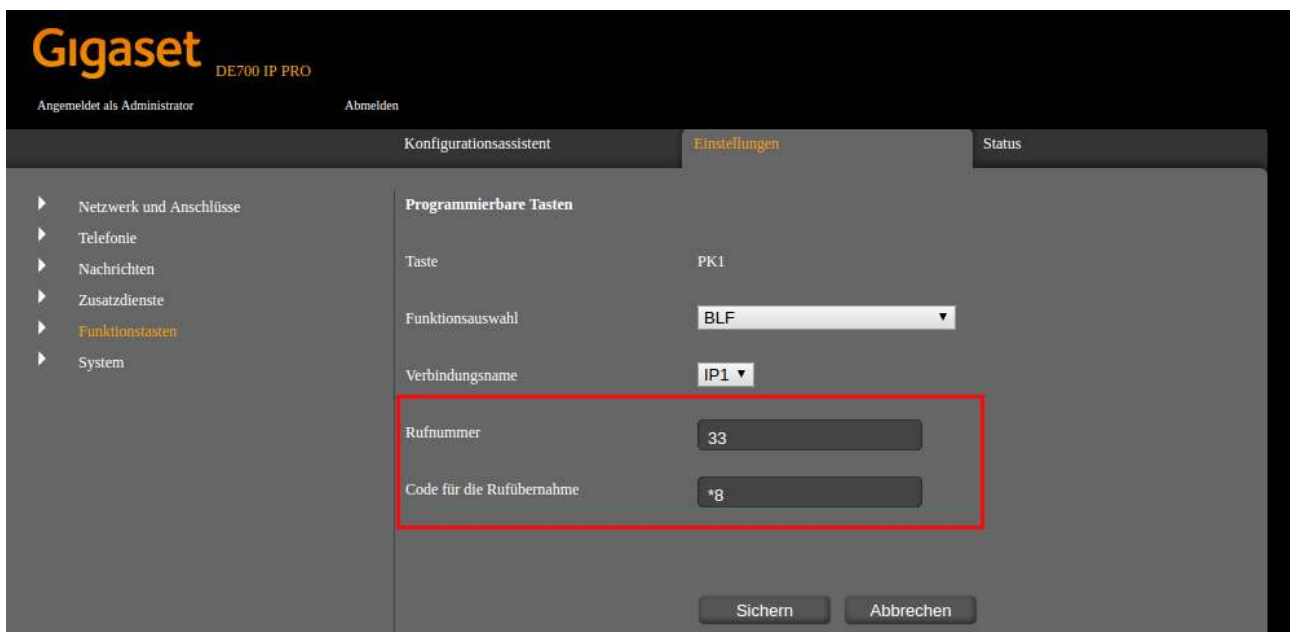 Gigaset DE700 IP PRO
Angemeldet als Administrator Abmelden
Konfigurationsassistent Einstellungen Status
Netzwerk und Anschlüsse
Telefonie
Nachrichten
Zusatzdienste
Funktionstasten
System
Programmierbare Tasten
Taste PK1
Funktionsauswahl BLF
Verbindungsname IP1
Rufnummer 33
Code für die Rufübernahme *8
Sichern Abbrechen